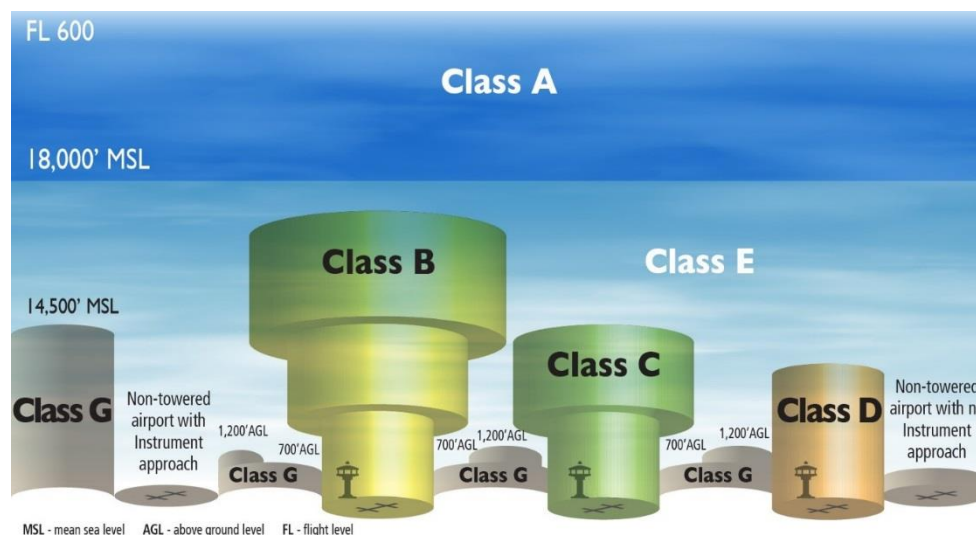 FL 600
Class A
18,000’ MSL
Class B
Class E
14,500’ MSL
Class C
Class G
Non-towered
airport with
Instrument
approach
1,200’AGL
700’AGL
Class G
700’AGL
1,200’AGL
Class G
700’AGL
1,200’AGL
Class G
Class D
Non-towered
airport with n
Instrument
approach
MSL - mean sea level AGL - above ground level FL - flight level